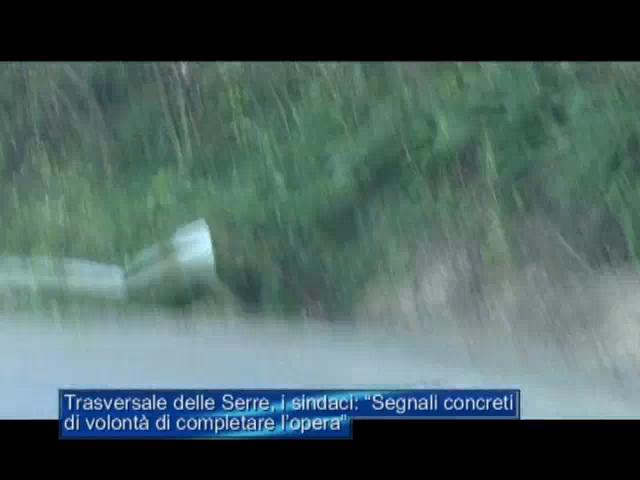 Trasversale delle Serre, i sindaci: “Segnali concreti
di volontà di completare l’opera”